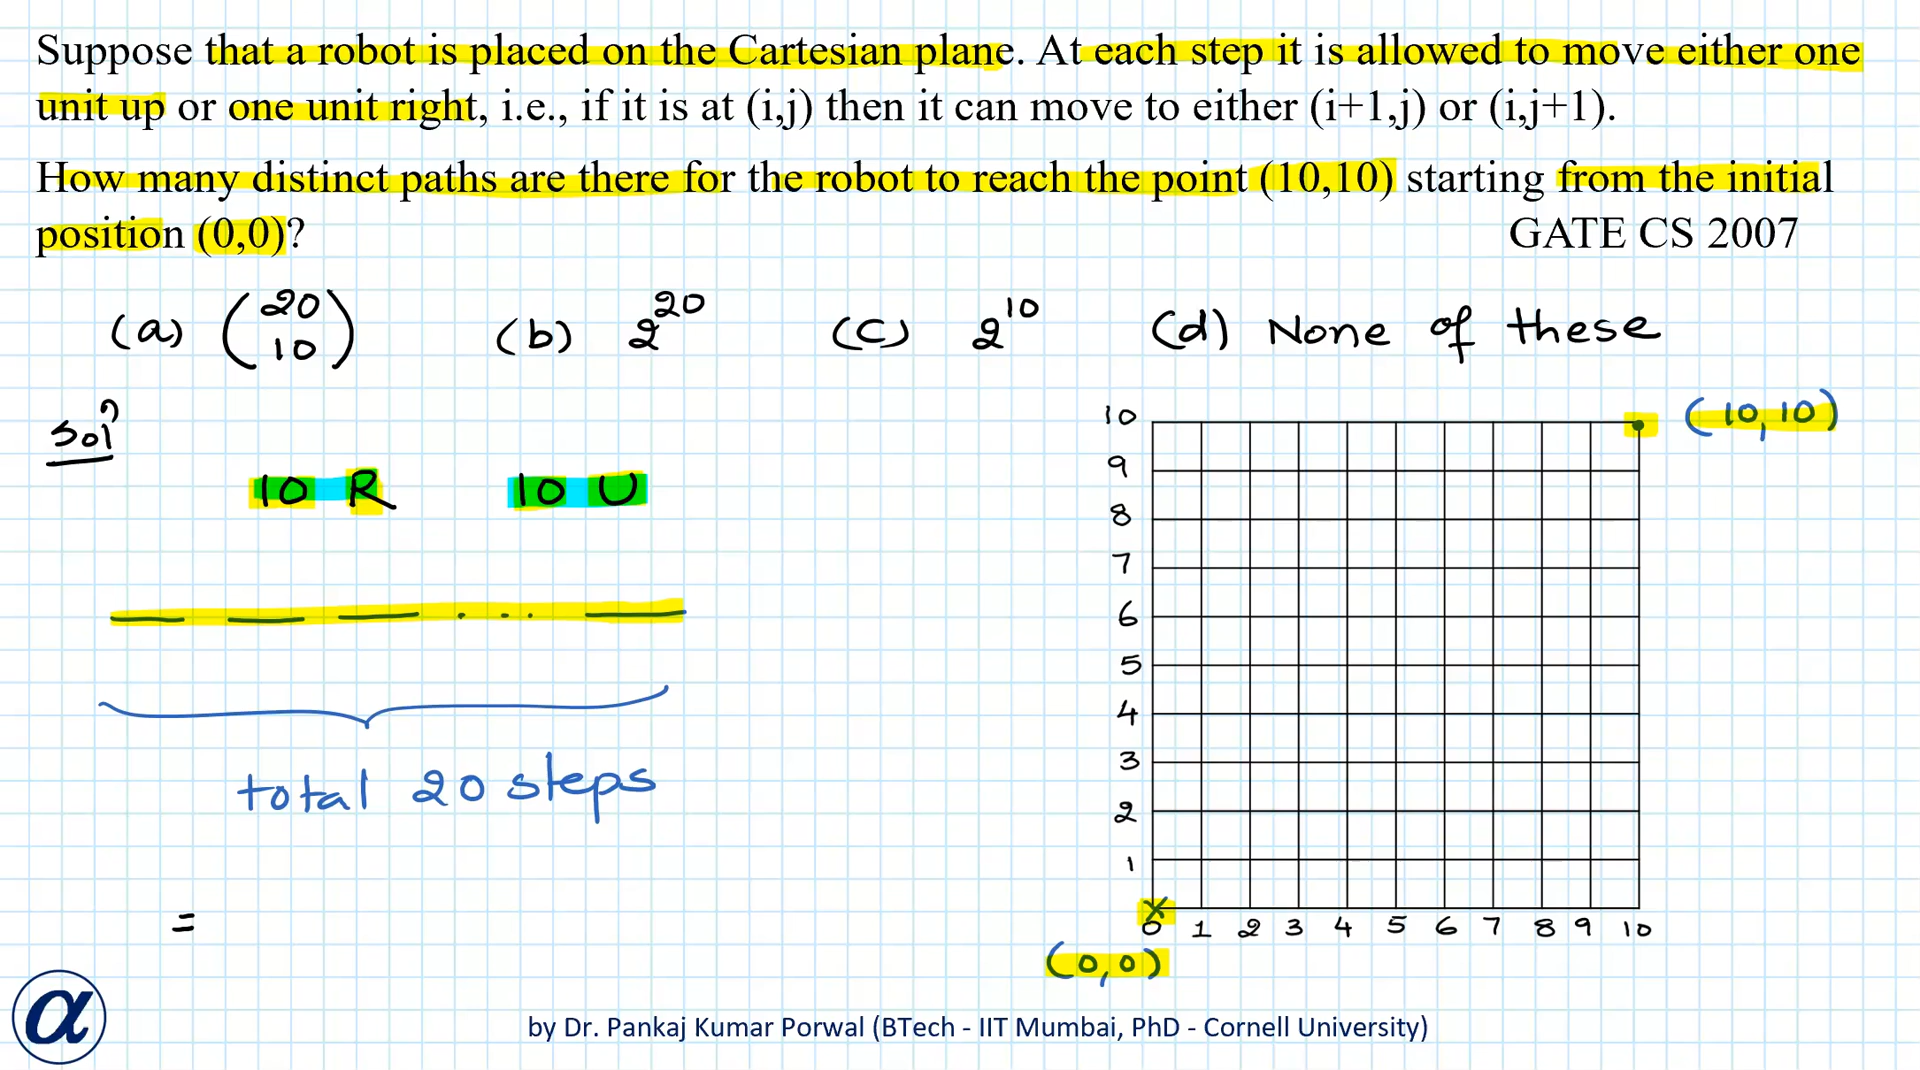 Suppose that a robot is placed on the Cartesian plane. At each step it is allowed to move either one
unit up or one unit right, i.e., if it is at (i,j) then it can move to either (i+1,j) or (i,j+1).
How many distinct paths are there for the robot to reach the point (10,10) starting from the initial
position (0,0)?
GATE CS 2007
(a) (20 10) (b) 2^20 (c) 2^10 (d) None of these
Solⁿ
10 R 10 U
— — — ... —
total 20 steps
=
(10,10)
10
9
8
7
6
5
4
3
2
1
0 1 2 3 4 5 6 7 8 9 10
(0,0)
α
by Dr. Pankaj Kumar Porwal (BTech - IIT Mumbai, PhD - Cornell University)